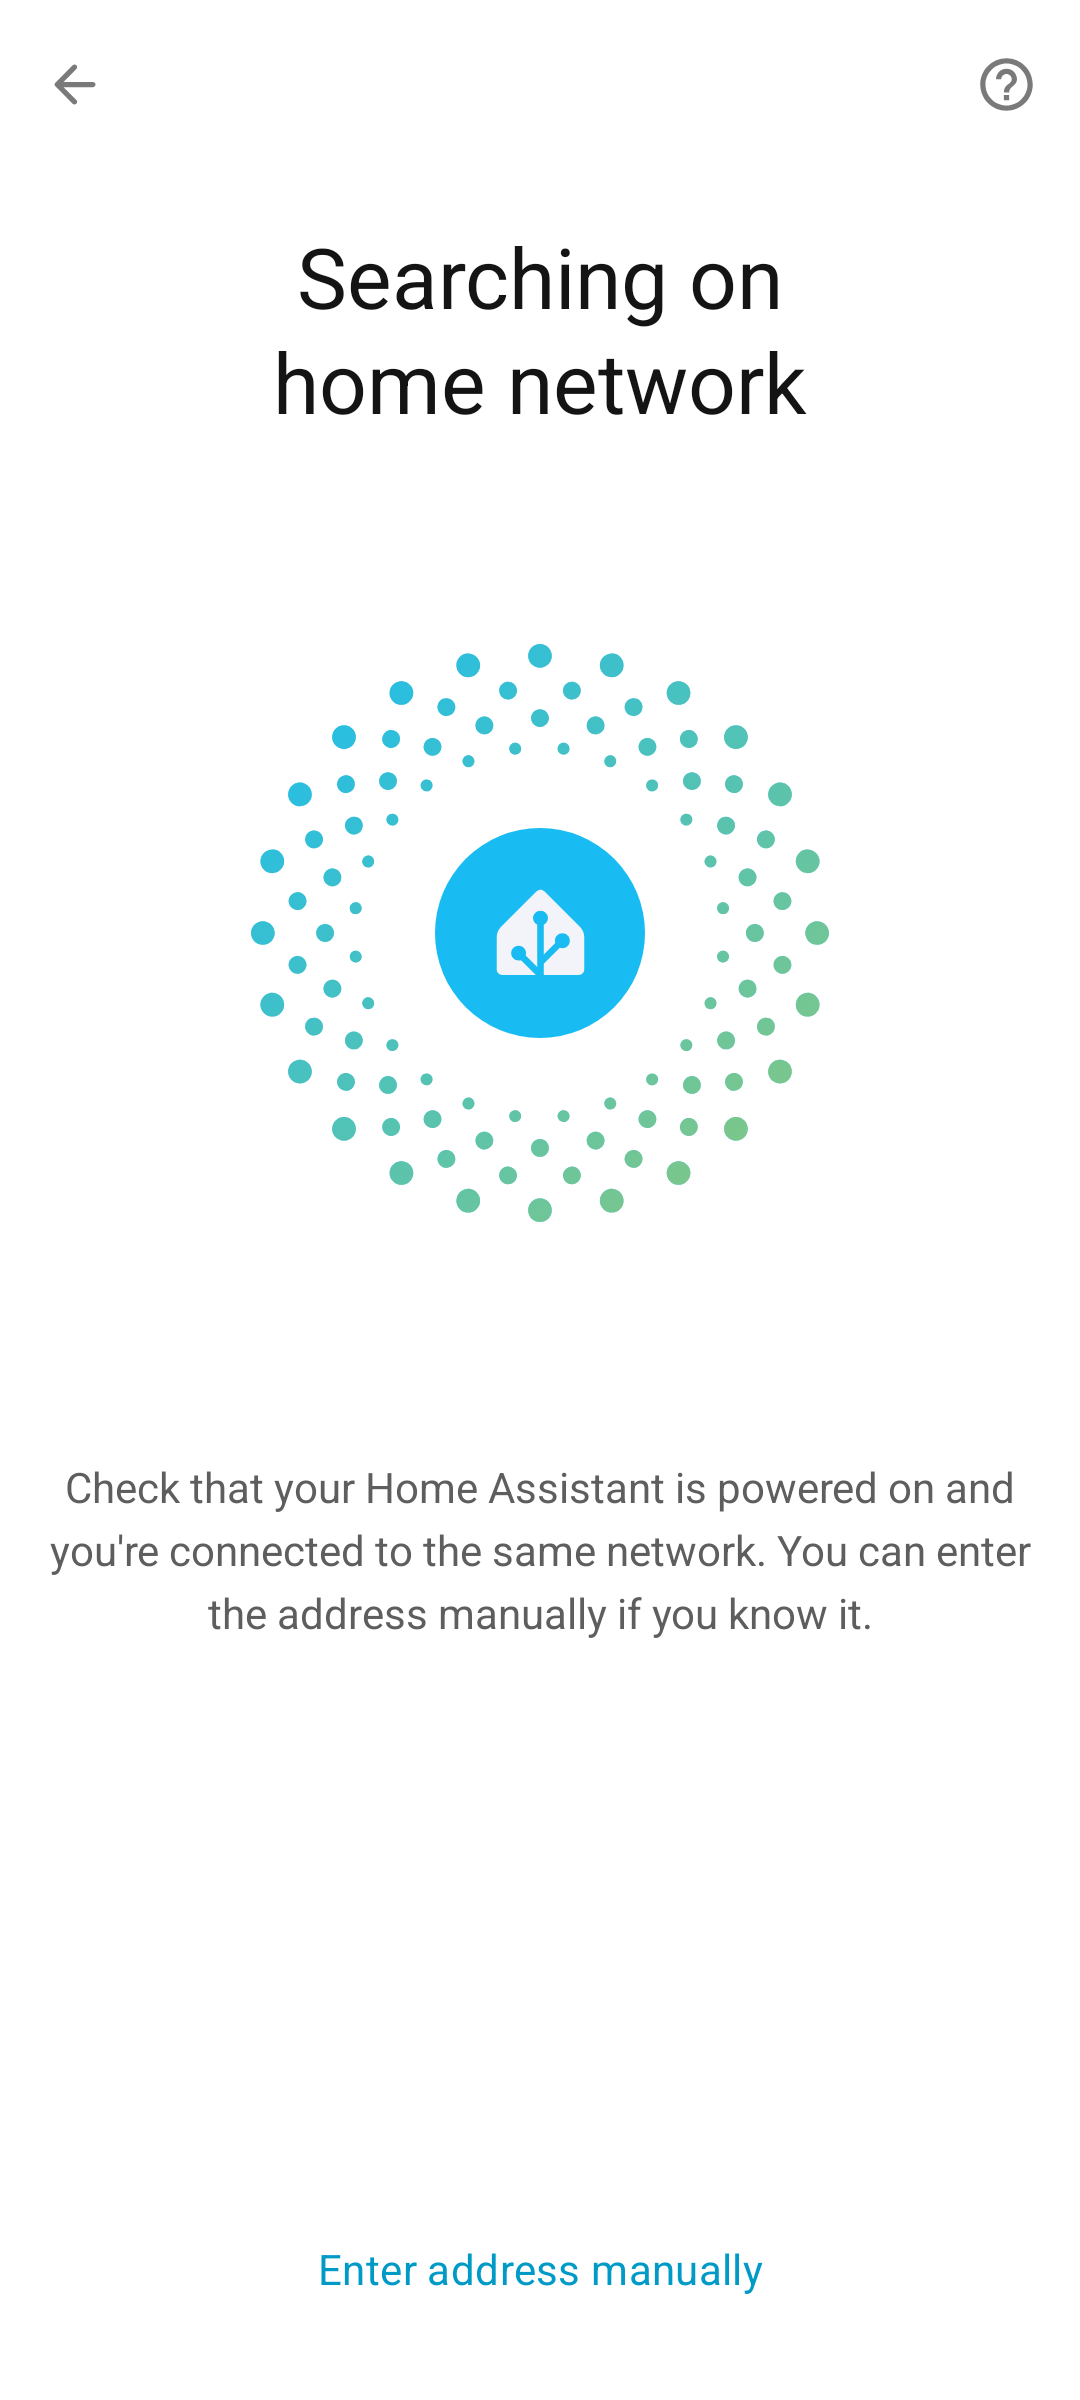 Searching on
home network
Check that your Home Assistant is powered on and
you're connected to the same network. You can enter
the address manually if you know it.
Enter address manually